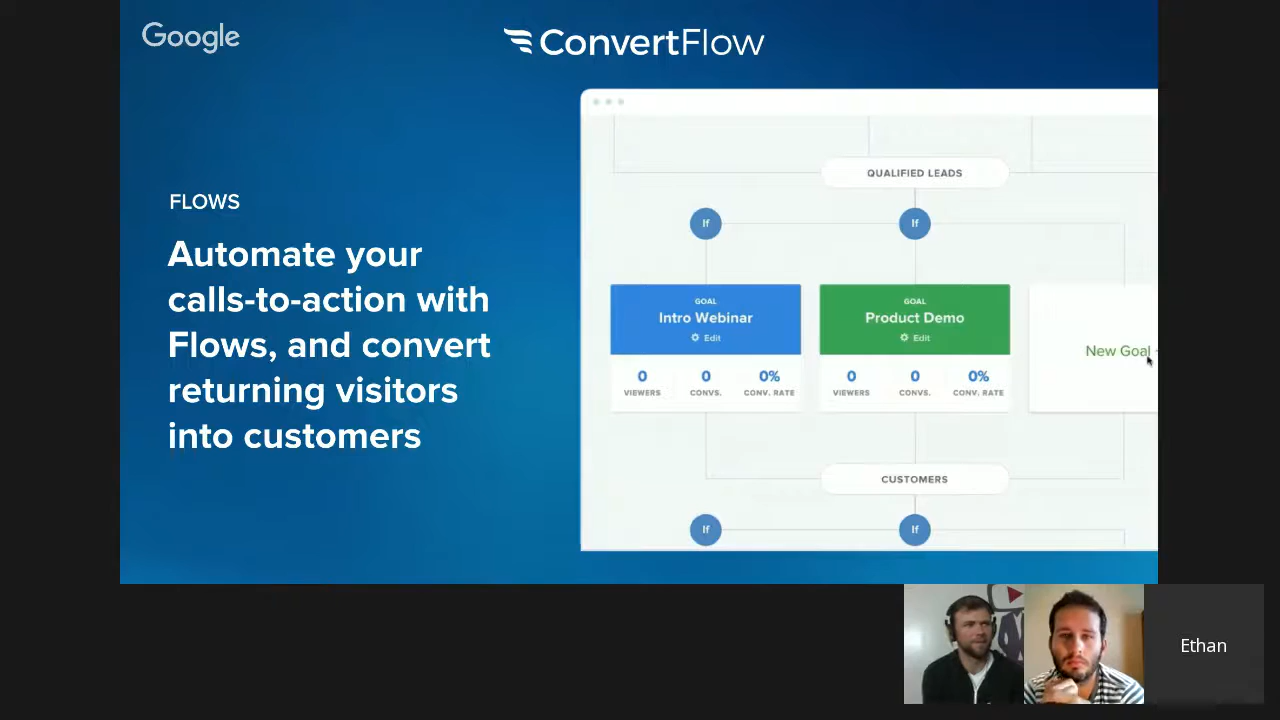 Google
ConvertFlow
FLOWS
Automate your
calls-to-action with
Flows, and convert
returning visitors
into customers
QUALIFIED LEADS
If
If
GOAL
Intro Webinar
Edit
0
VIEWERS
0
CONVS.
0%
CONV. RATE
GOAL
Product Demo
Edit
0
VIEWERS
0
CONVS.
0%
CONV. RATE
New Goal
CUSTOMERS
If
If
Ethan